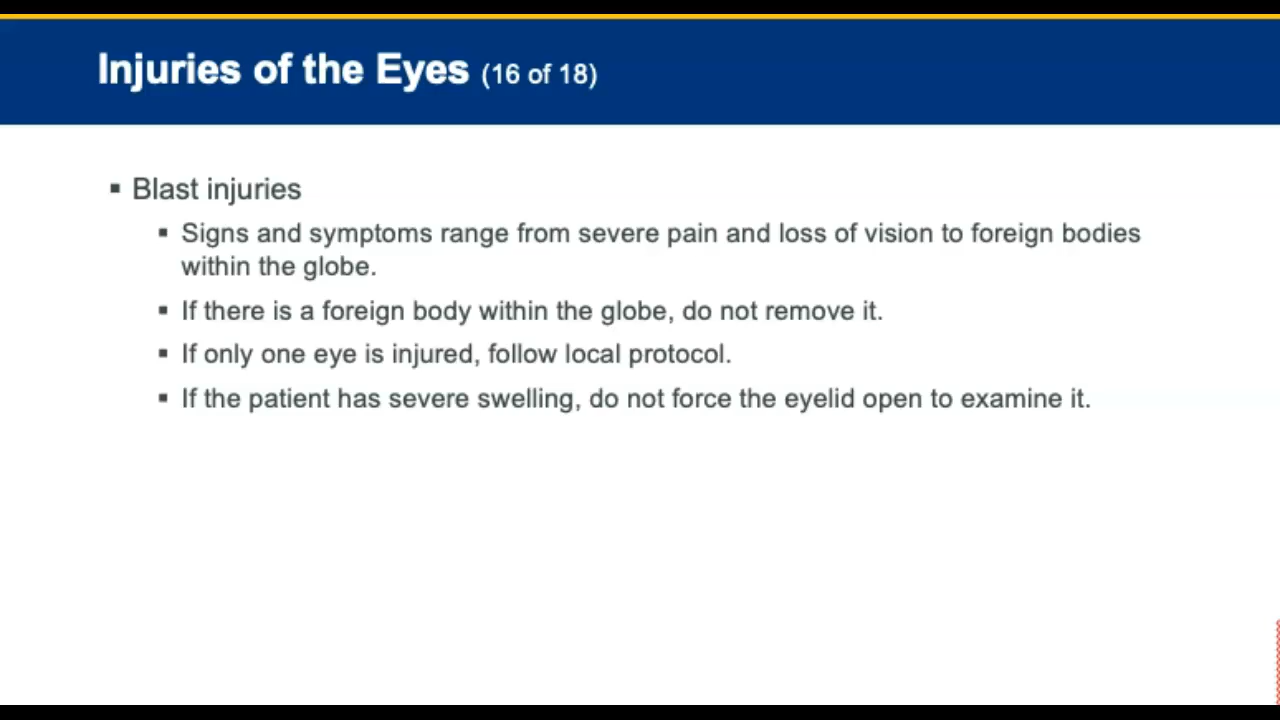 Injuries of the Eyes (16 of 18)
▪ Blast injuries
▪ Signs and symptoms range from severe pain and loss of vision to foreign bodies
within the globe.
▪ If there is a foreign body within the globe, do not remove it.
▪ If only one eye is injured, follow local protocol.
▪ If the patient has severe swelling, do not force the eyelid open to examine it.